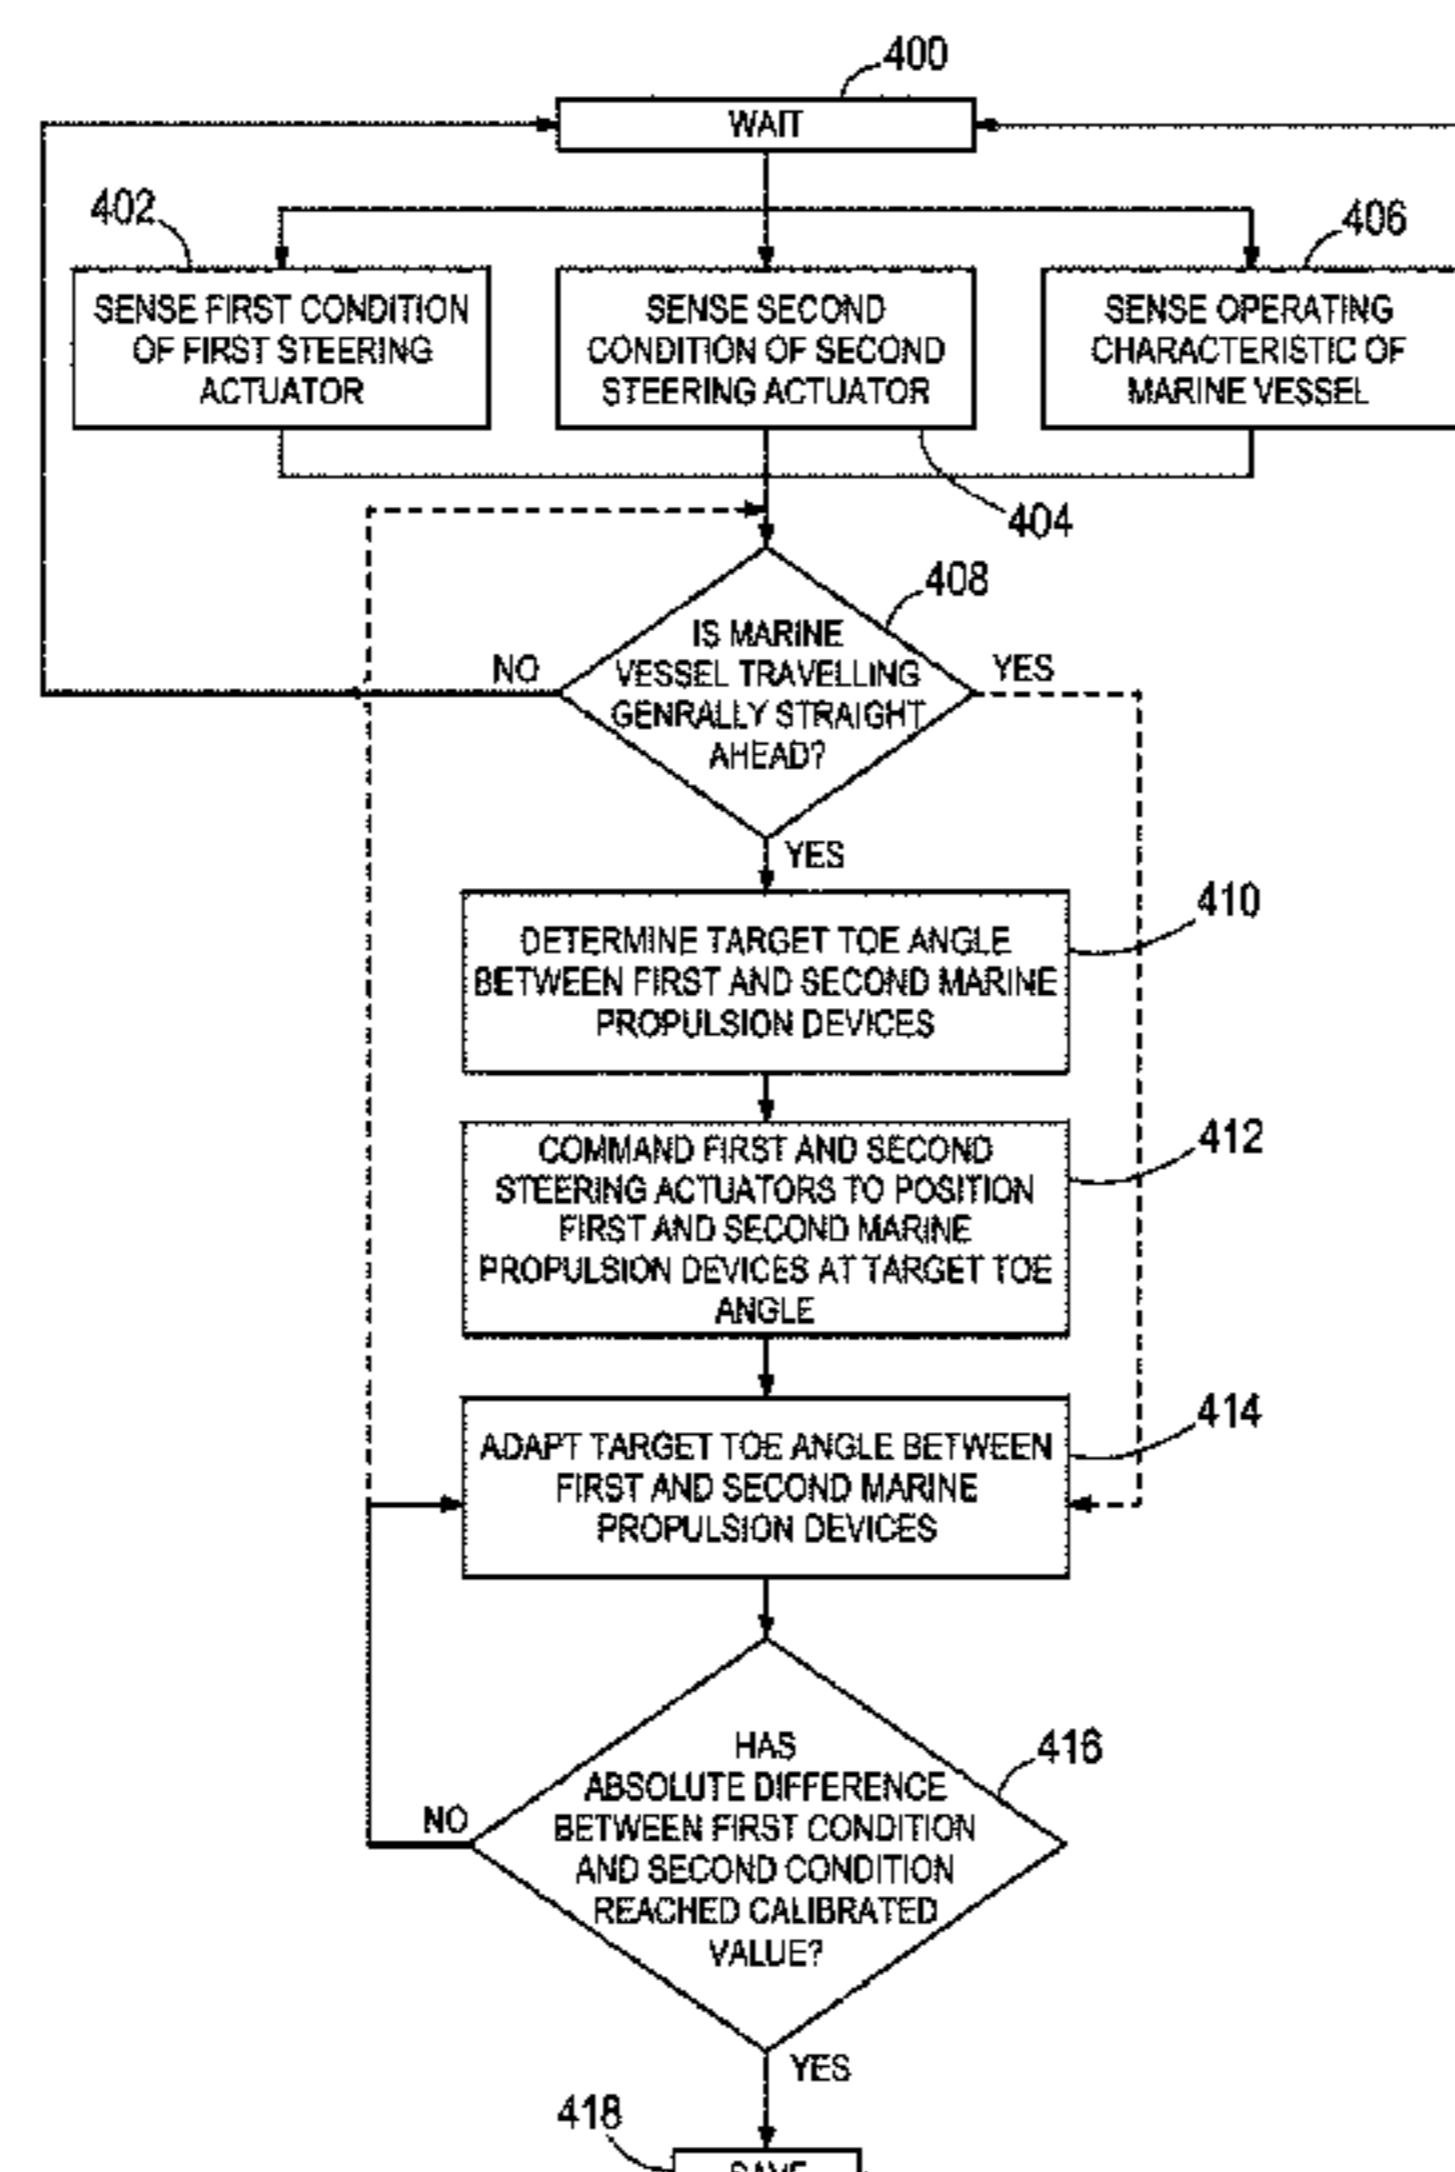 400
WAIT
402
406
SENSE FIRST CONDITION
OF FIRST STEERING
ACTUATOR
SENSE SECOND
CONDITION OF SECOND
STEERING ACTUATOR
SENSE OPERATING
CHARACTERISTIC OF
MARINE VESSEL
404
408
IS MARINE
VESSEL TRAVELLING
GENRALLY STRAIGHT
AHEAD?
NO
YES
YES
410
DETERMINE TARGET TOE ANGLE
BETWEEN FIRST AND SECOND MARINE
PROPULSION DEVICES
412
COMMAND FIRST AND SECOND
STEERING ACTUATORS TO POSITION
FIRST AND SECOND MARINE
PROPULSION DEVICES AT TARGET TOE
ANGLE
414
ADAPT TARGET TOE ANGLE BETWEEN
FIRST AND SECOND MARINE
PROPULSION DEVICES
416
HAS
ABSOLUTE DIFFERENCE
BETWEEN FIRST CONDITION
AND SECOND CONDITION
REACHED CALIBRATED
VALUE?
NO
YES
418
SAVE